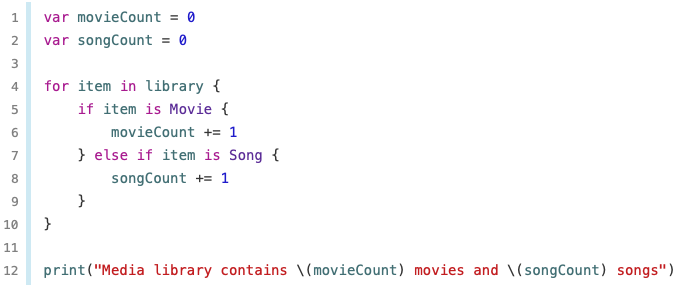 1 var movieCount = 0
2 var songCount = 0
3
4 for item in library {
5     if item is Movie {
6         movieCount += 1
7     } else if item is Song {
8         songCount += 1
9     }
10 }
11
12 print("Media library contains \(movieCount) movies and \(songCount) songs")